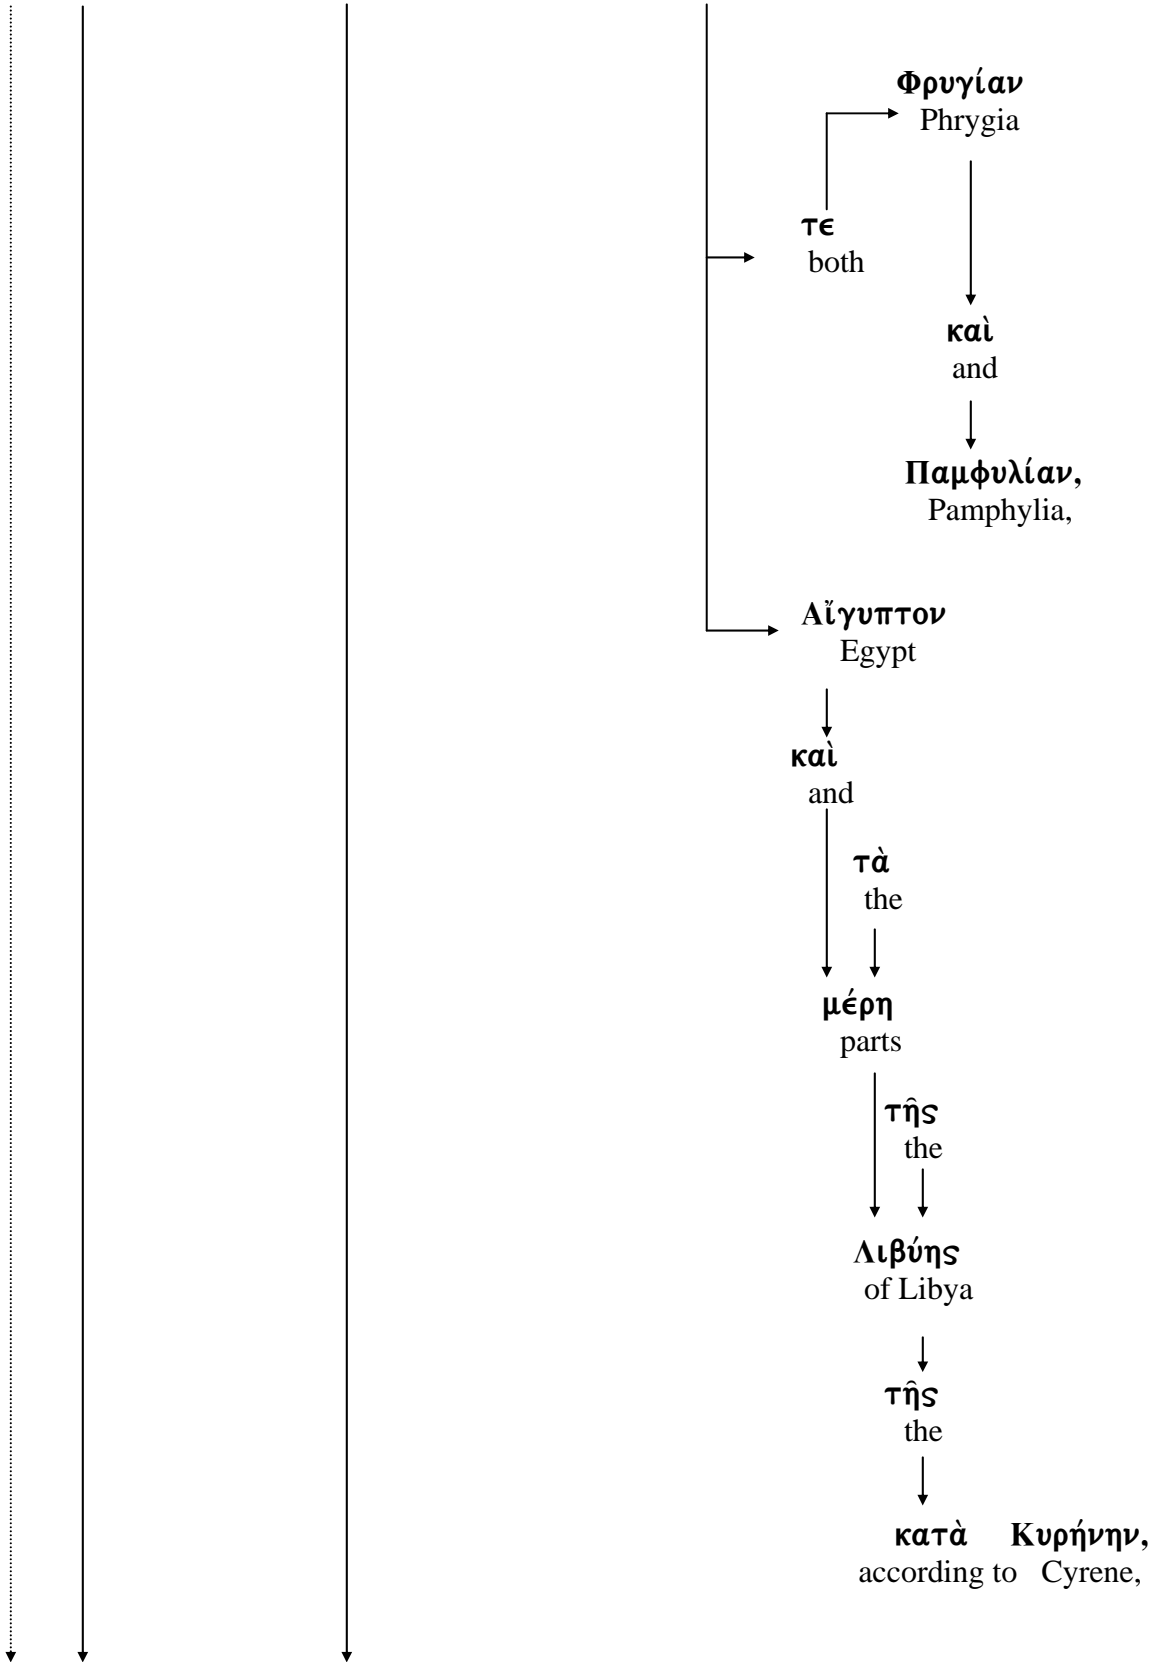 Φρυγίαν
Phrygia
τε
both
καὶ
and
Παμφυλίαν,
Pamphylia,
Αἴγυπτον
Egypt
καὶ
and
τὰ
the
μέρη
parts
τῆς
the
Λιβύης
of Libya
τῆς
the
κατὰ Κυρήνην,
according to Cyrene,